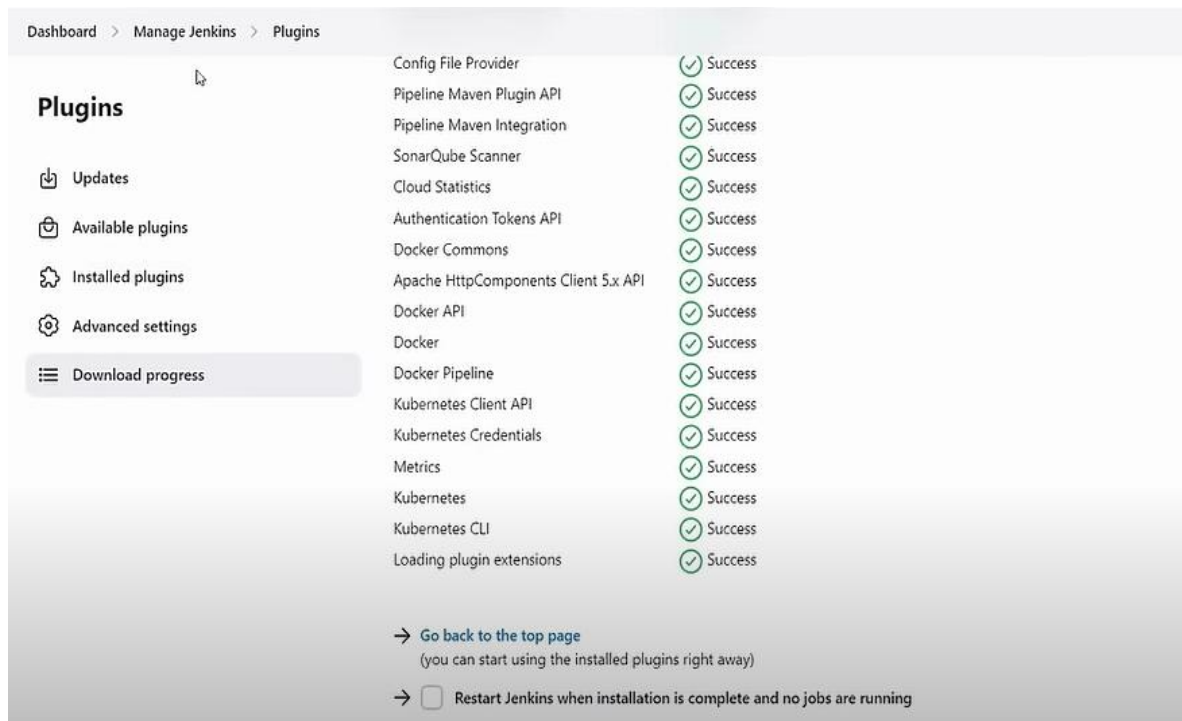 Dashboard > Manage Jenkins > Plugins
Plugins
Updates
Available plugins
Installed plugins
Advanced settings
Download progress
Config File Provider Success
Pipeline Maven Plugin API Success
Pipeline Maven Integration Success
SonarQube Scanner Success
Cloud Statistics Success
Authentication Tokens API Success
Docker Commons Success
Apache HttpComponents Client 5.x API Success
Docker API Success
Docker Success
Docker Pipeline Success
Kubernetes Client API Success
Kubernetes Credentials Success
Metrics Success
Kubernetes Success
Kubernetes CLI Success
Loading plugin extensions Success
→ Go back to the top page
(you can start using the installed plugins right away)
→ Restart Jenkins when installation is complete and no jobs are running